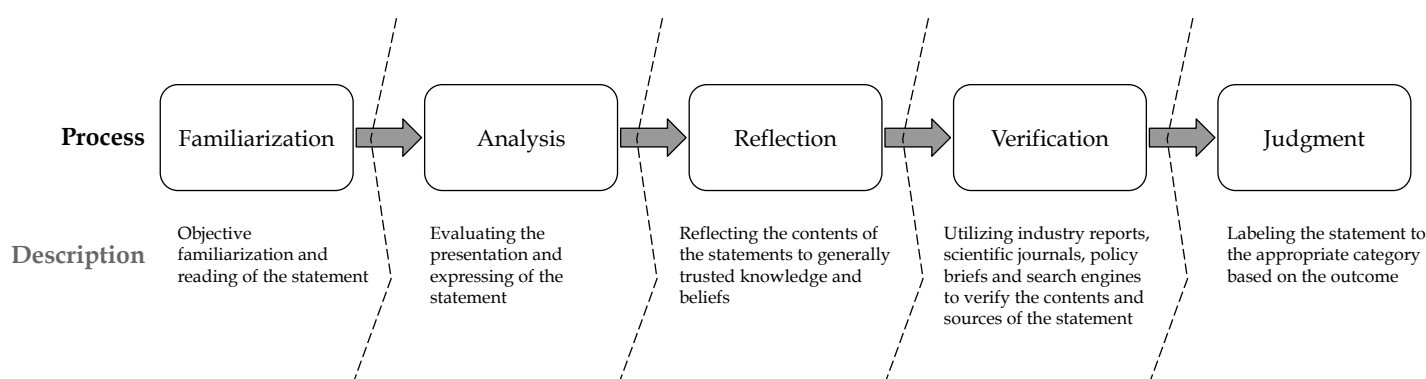 Process
Familiarization
Analysis
Reflection
Verification
Judgment
Description
Objective
familiarization and
reading of the statement
Evaluating the
presentation and
expressing of the
statement
Reflecting the contents of
the statements to generally
trusted knowledge and
beliefs
Utilizing industry reports,
scientific journals, policy
briefs and search engines
to verify the contents and
sources of the statement
Labeling the statement to
the appropriate category
based on the outcome